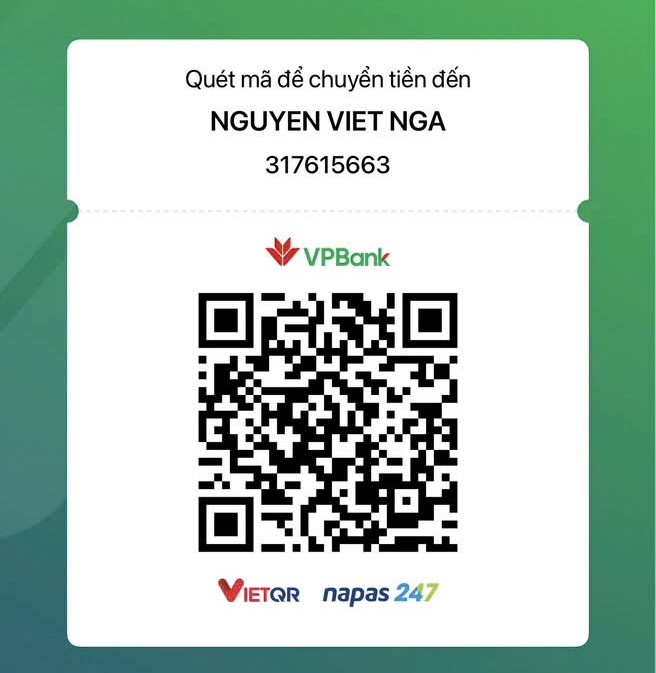 Quét mã để chuyển tiền đến
NGUYEN VIET NGA
317615663
VPBank
VIETQR napas 247